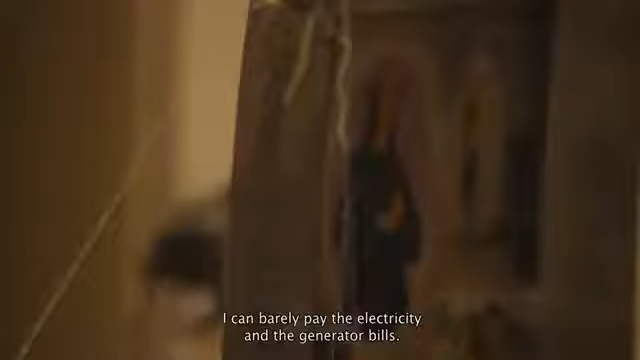 I can barely pay the electricity
and the generator bills.